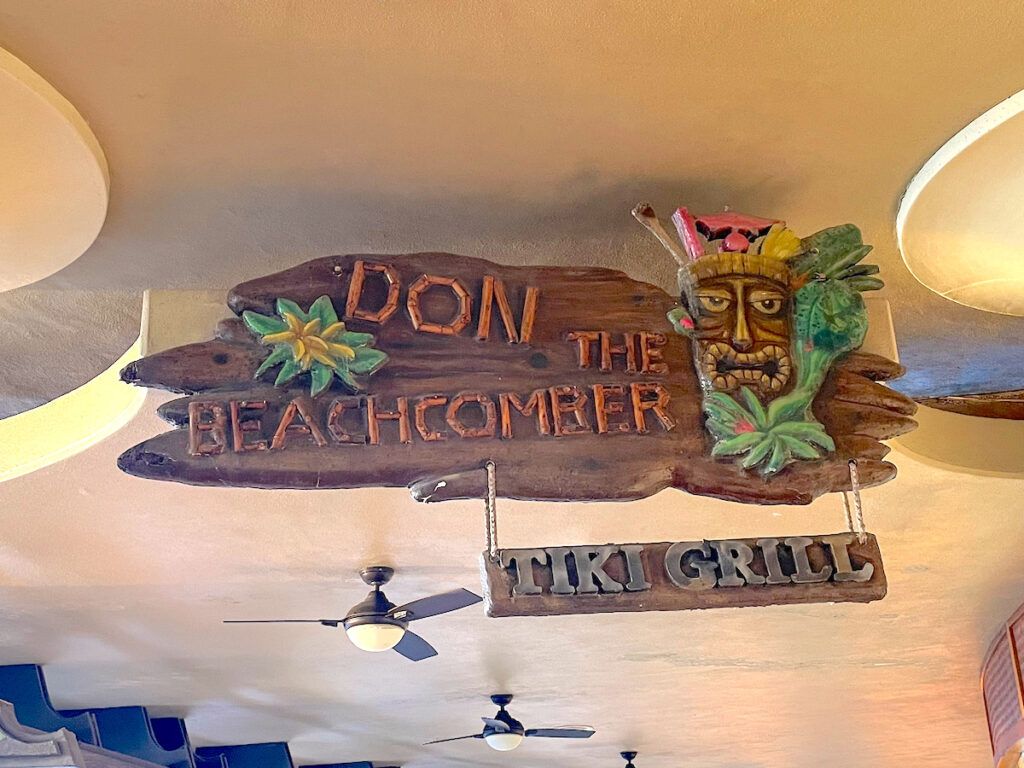 DON
THE
BEACHCOMBER
TIKI GRILL